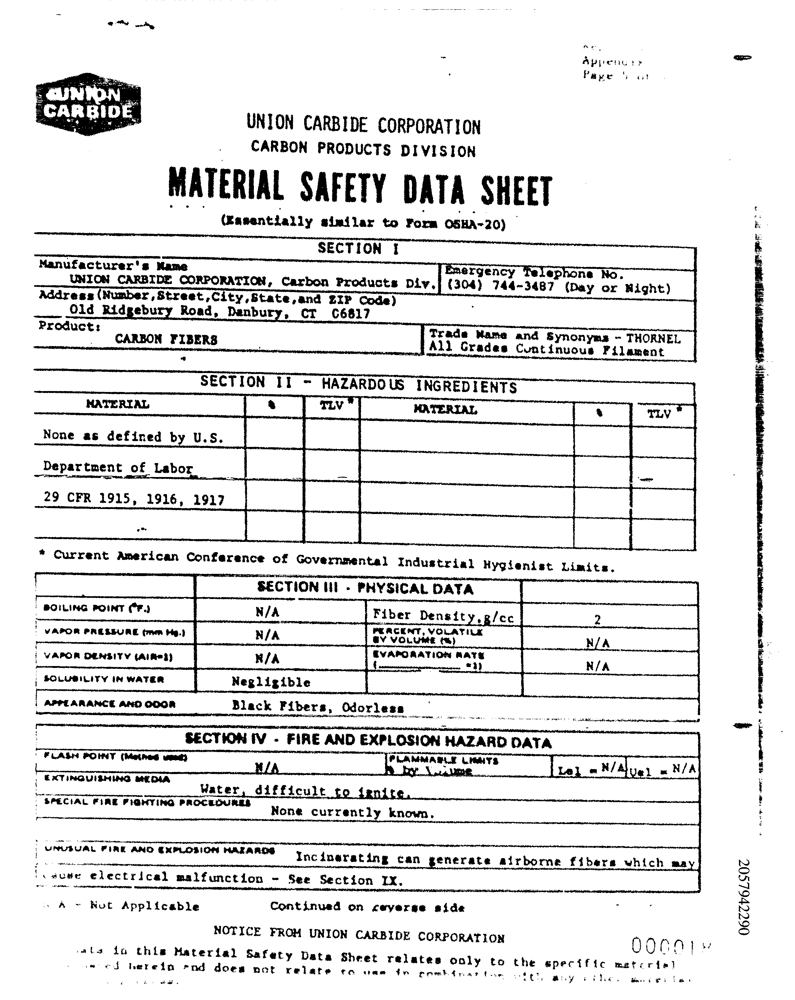 Page 5 of
UNION
CARBIDE
UNION CARBIDE CORPORATION
CARBON PRODUCTS DIVISION
MATERIAL SAFETY DATA SHEET
(Essentially similar to Form OSHA-20)
SECTION I
Manufacturer's Name
UNION CARBIDE CORPORATION, Carbon Products Div.
Emergency Telephone No.
(304) 744-3487 (Day or Night)
Address(Number,Street,City,State,and ZIP Code)
Old Ridgebury Road, Danbury, CT 06817
Product:
CARBON FIBERS
Trade Name and Synonyms - THORNEL
All Grades Continuous Filament
SECTION II - HAZARDOUS INGREDIENTS
MATERIAL % TLV * MATERIAL % TLV *
None as defined by U.S.
Department of Labor
29 CFR 1915, 1916, 1917
* Current American Conference of Governmental Industrial Hygienist Limits.
SECTION III - PHYSICAL DATA
BOILING POINT (°F.) N/A Fiber Density,g/cc 2
VAPOR PRESSURE (mm Hg.) N/A PERCENT, VOLATILE BY VOLUME (%) N/A
VAPOR DENSITY (AIR=1) N/A EVAPORATION RATE (__________ =1) N/A
SOLUBILITY IN WATER Negligible
APPEARANCE AND ODOR Black Fibers, Odorless
SECTION IV - FIRE AND EXPLOSION HAZARD DATA
FLASH POINT (Method used) N/A FLAMMABLE LIMITS % by Volume Lel = N/A Uel = N/A
EXTINGUISHING MEDIA
Water, difficult to ignite.
SPECIAL FIRE FIGHTING PROCEDURES
None currently known.
UNUSUAL FIRE AND EXPLOSION HAZARDS Incinerating can generate airborne fibers which may
cause electrical malfunction - See Section IX.
A - Not Applicable Continued on reverse side
NOTICE FROM UNION CARBIDE CORPORATION
in this Material Safety Data Sheet relates only to the specific material
herein and does not relate to use in combination with any other material
2057942290